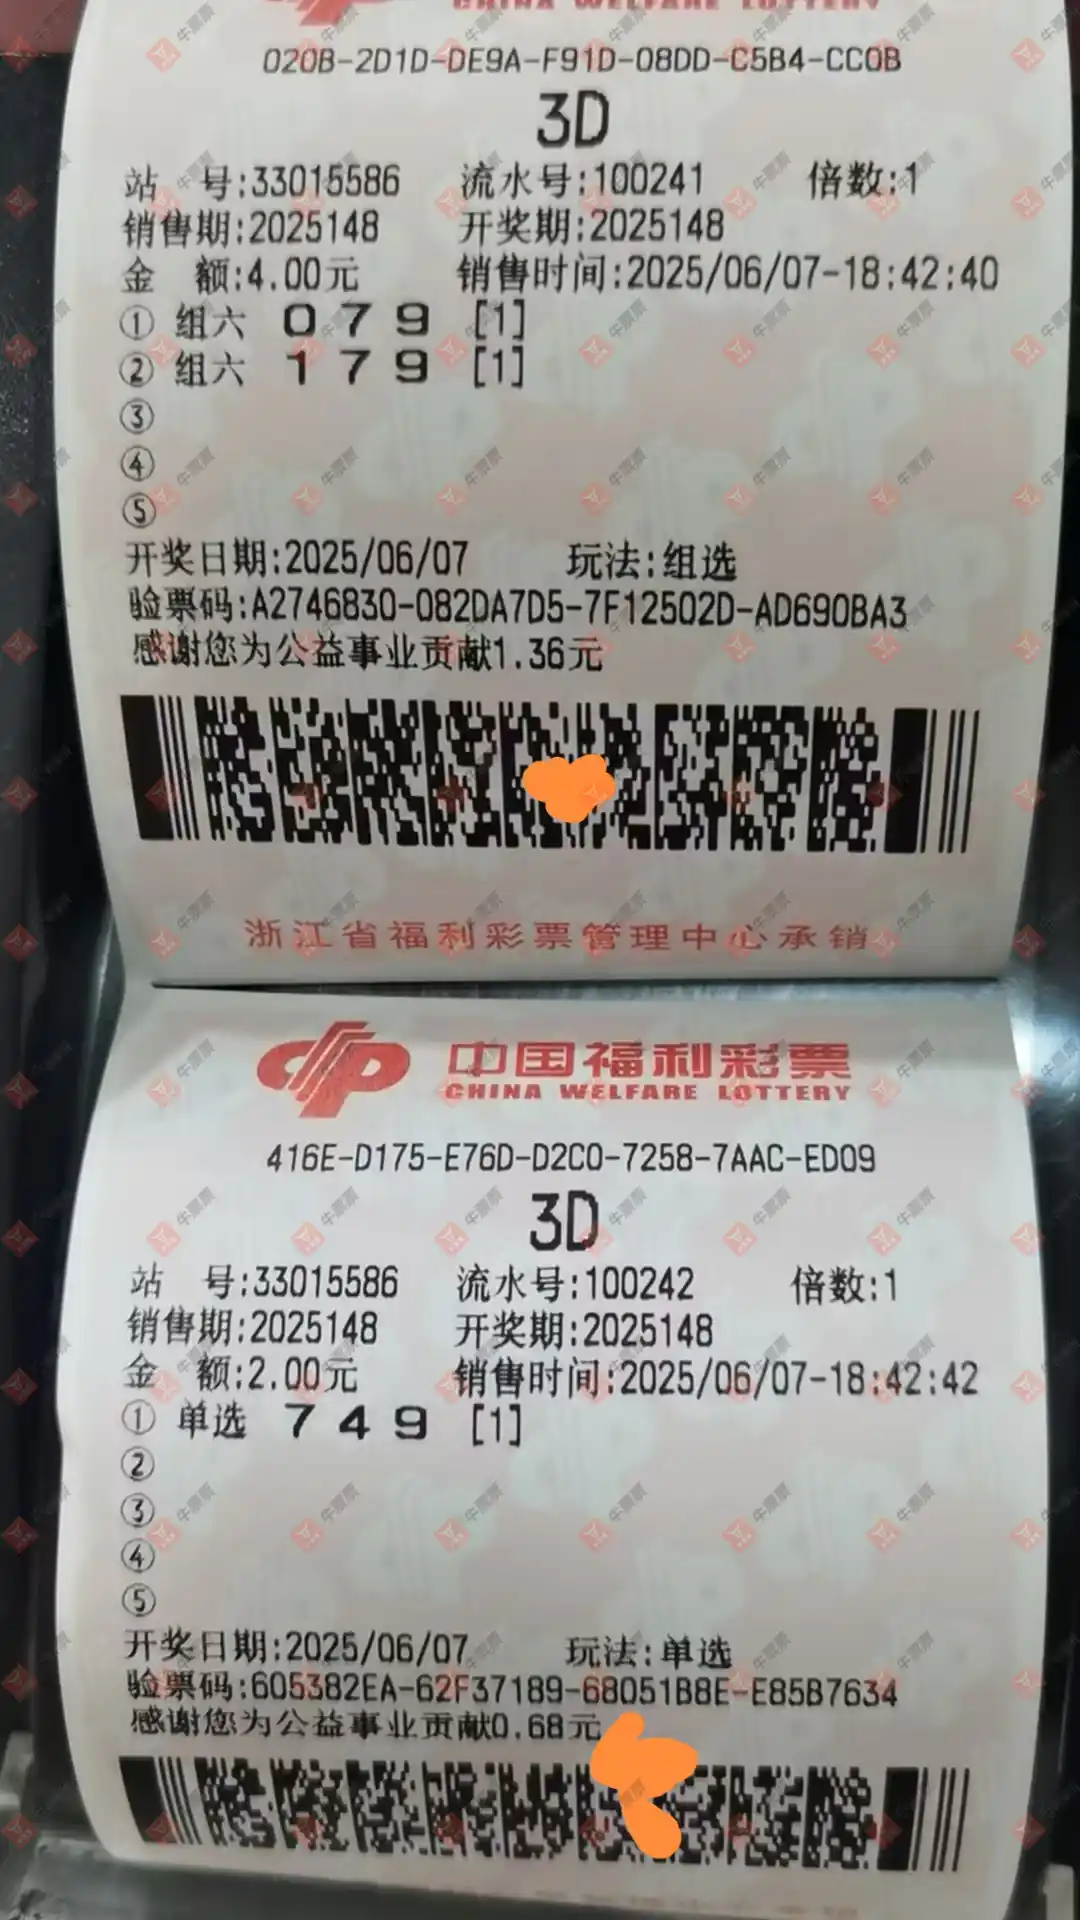 CHINA WELFARE LOTTERY
020B-2D1D-DE9A-F91D-08DD-C5B4-CC0B
3D
站 号:33015586 流水号:100241 倍数:1
销售期:2025148 开奖期:2025148
金 额:4.00元 销售时间:2025/06/07-18:42:40
① 组六 0 7 9 [1]
② 组六 1 7 9 [1]
③
④
⑤
开奖日期:2025/06/07 玩法:组选
验票码:A2746830-082DA7D5-7F12502D-AD690BA3
感谢您为公益事业贡献1.36元
浙江省福利彩票管理中心承销
中国福利彩票
CHINA WELFARE LOTTERY
416E-D175-E76D-D2C0-7258-7AAC-ED09
3D
站 号:33015586 流水号:100242 倍数:1
销售期:2025148 开奖期:2025148
金 额:2.00元 销售时间:2025/06/07-18:42:42
① 单选 7 4 9 [1]
②
③
④
⑤
开奖日期:2025/06/07 玩法:单选
验票码:605382EA-62F37189-68051B8E-E85B7634
感谢您为公益事业贡献0.68元
牛票票